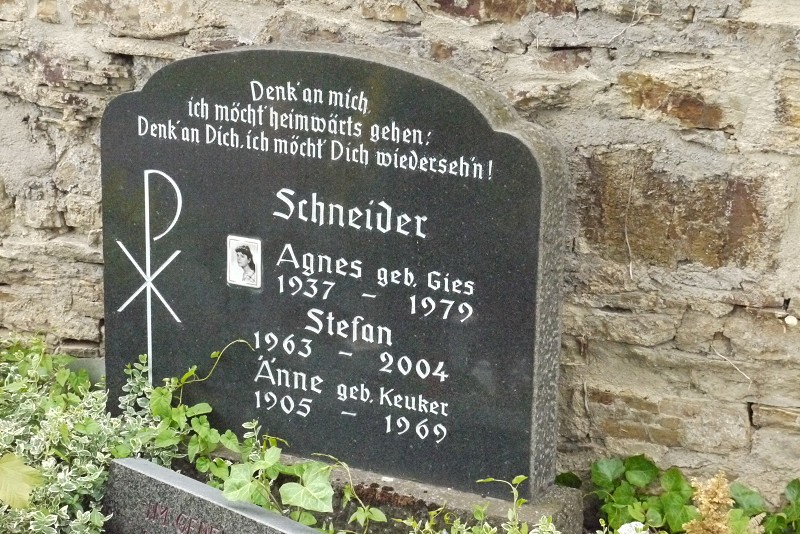 Denk' an mich,
ich möcht' heimwärts gehen;
Denk' an Dich, ich möcht' Dich wiederseh'n!
Schneider
Agnes geb. Gies
1937 – 1979
Stefan
1963 – 2004
Änne geb. Keuker
1905 – 1969